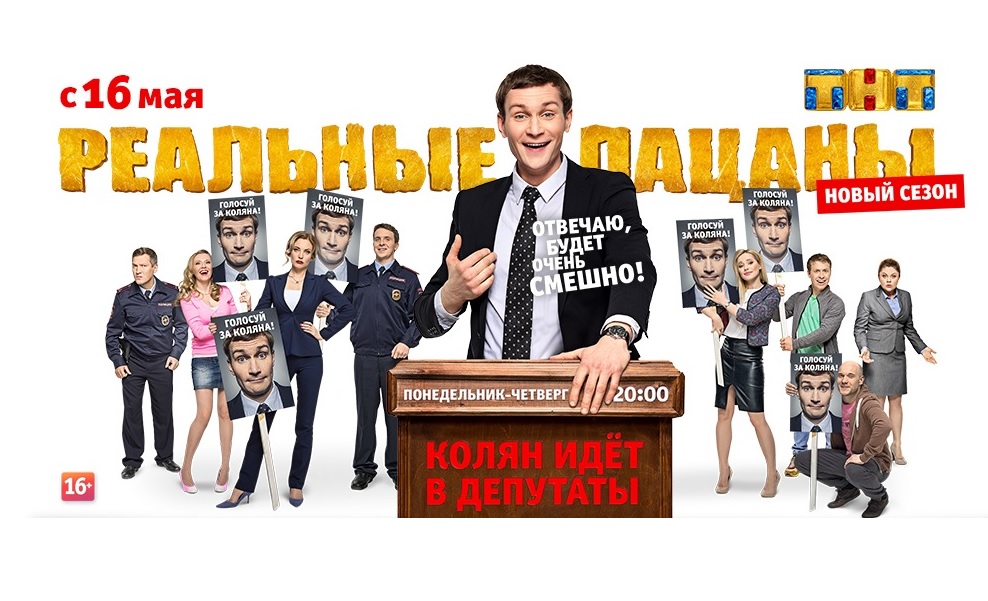 с 16 мая
ТНТ
РЕАЛЬНЫЕ ПАЦАНЫ
НОВЫЙ СЕЗОН
ГОЛОСУЙ
ЗА КОЛЯНА!
ГОЛОСУЙ
ЗА КОЛЯНА!
ГОЛОСУЙ
ЗА КОЛЯНА!
ОТВЕЧАЮ,
БУДЕТ
ОЧЕНЬ
СМЕШНО!
ГОЛОСУЙ
ЗА КОЛЯНА!
ГОЛОСУЙ
ЗА КОЛЯНА!
ГОЛОСУЙ
ЗА КОЛЯНА!
ПОНЕДЕЛЬНИК-ЧЕТВЕРГ 20:00
КОЛЯН ИДЁТ
В ДЕПУТАТЫ
16+